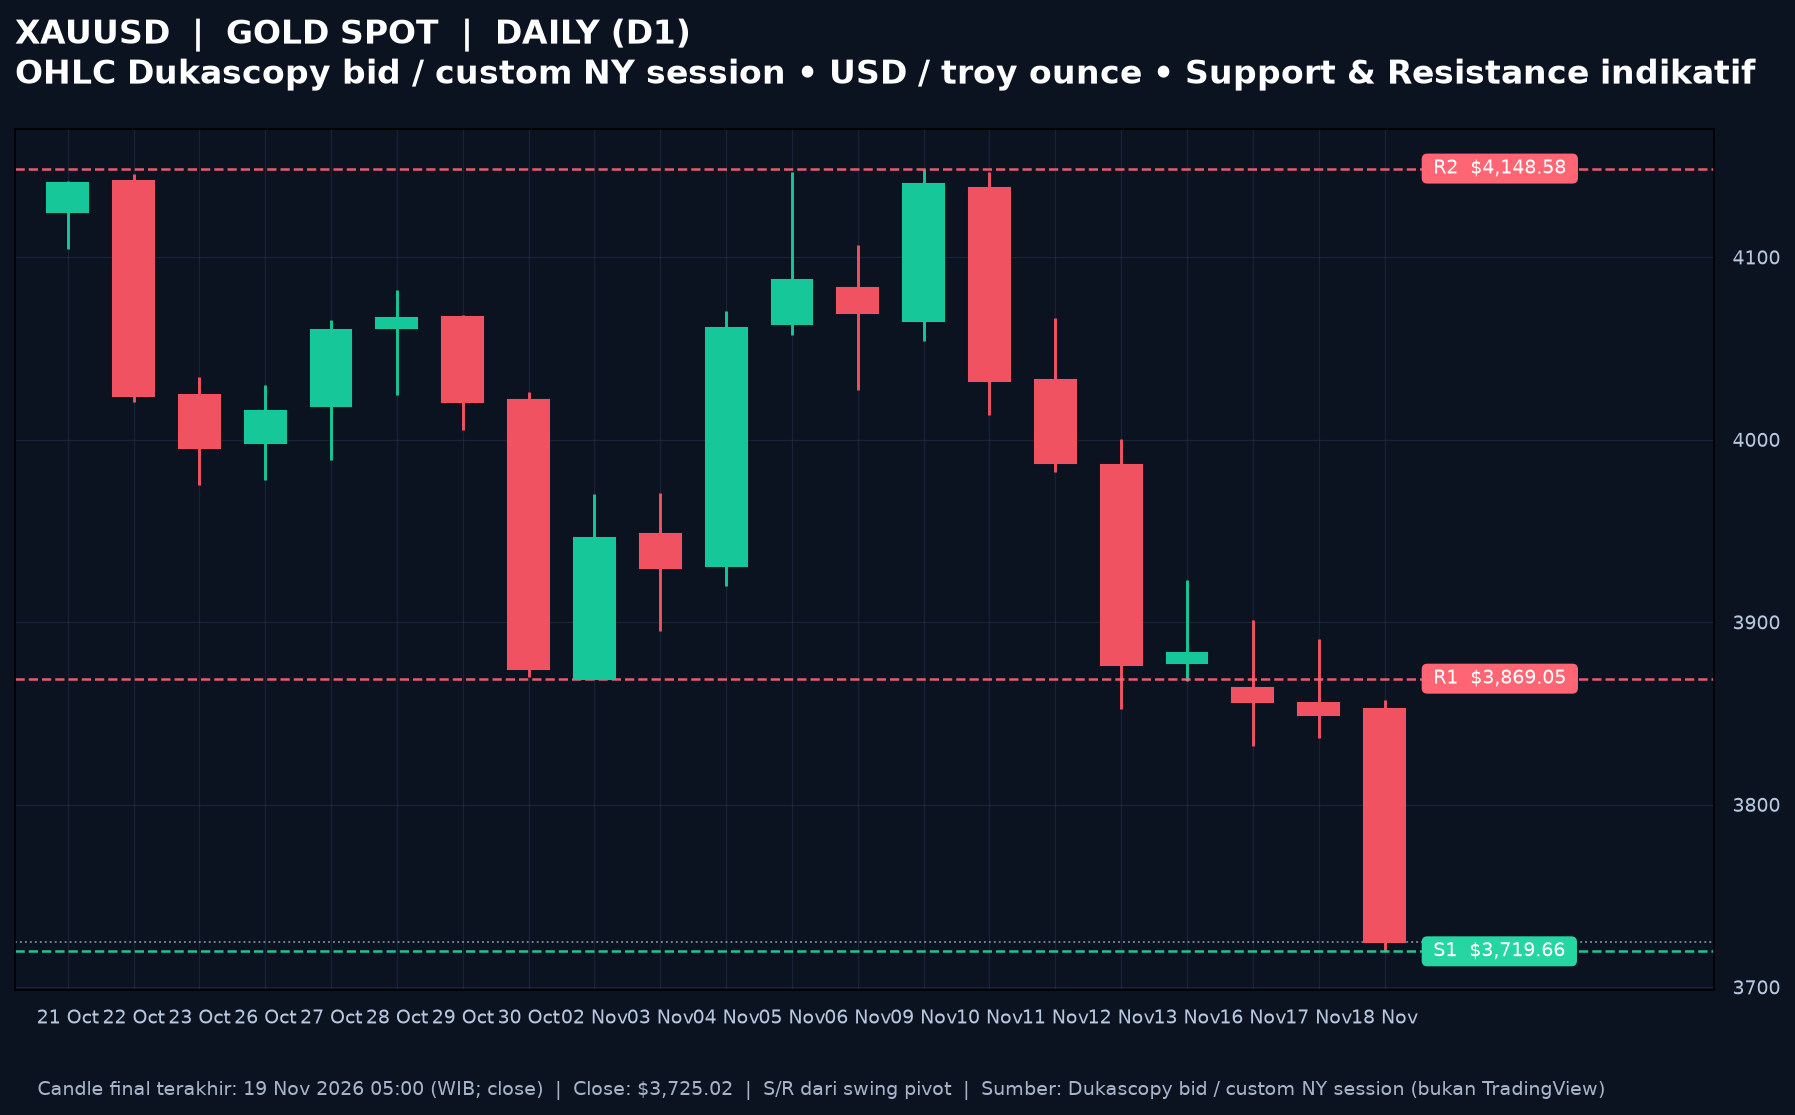 XAUUSD | GOLD SPOT | DAILY (D1)
OHLC Dukascopy bid / custom NY session • USD / troy ounce • Support & Resistance indikatif
R2 $4,148.58
4100
4000
3900
R1 $3,869.05
3800
S1 $3,719.66
3700
21 Oct 22 Oct 23 Oct 26 Oct 27 Oct 28 Oct 29 Oct 30 Oct 02 Nov 03 Nov 04 Nov 05 Nov 06 Nov 09 Nov 10 Nov 11 Nov 12 Nov 13 Nov 16 Nov 17 Nov 18 Nov
Candle final terakhir: 19 Nov 2026 05:00 (WIB; close) | Close: $3,725.02 | S/R dari swing pivot | Sumber: Dukascopy bid / custom NY session (bukan TradingView)